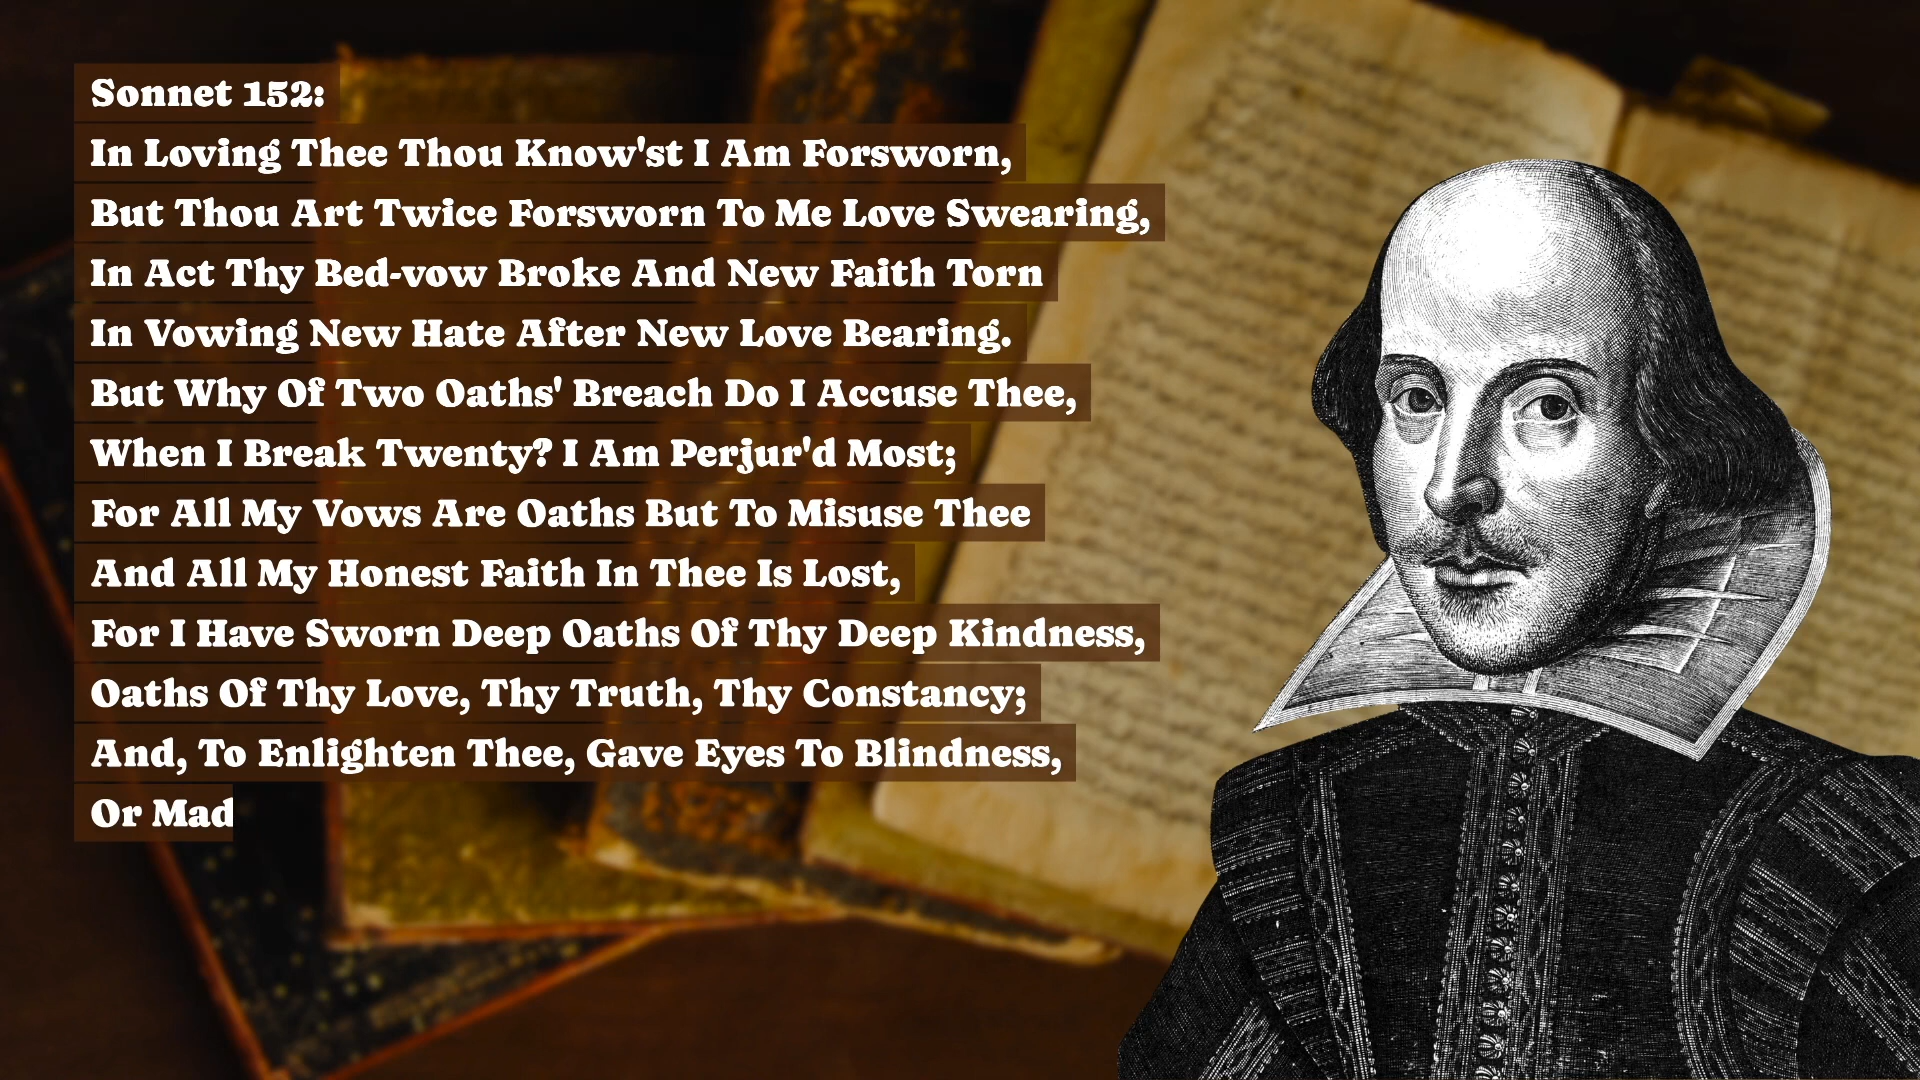 Sonnet 152:
In Loving Thee Thou Know'st I Am Forsworn,
But Thou Art Twice Forsworn To Me Love Swearing,
In Act Thy Bed-vow Broke And New Faith Torn
In Vowing New Hate After New Love Bearing.
But Why Of Two Oaths' Breach Do I Accuse Thee,
When I Break Twenty? I Am Perjur'd Most;
For All My Vows Are Oaths But To Misuse Thee
And All My Honest Faith In Thee Is Lost,
For I Have Sworn Deep Oaths Of Thy Deep Kindness,
Oaths Of Thy Love, Thy Truth, Thy Constancy;
And, To Enlighten Thee, Gave Eyes To Blindness,
Or Mad